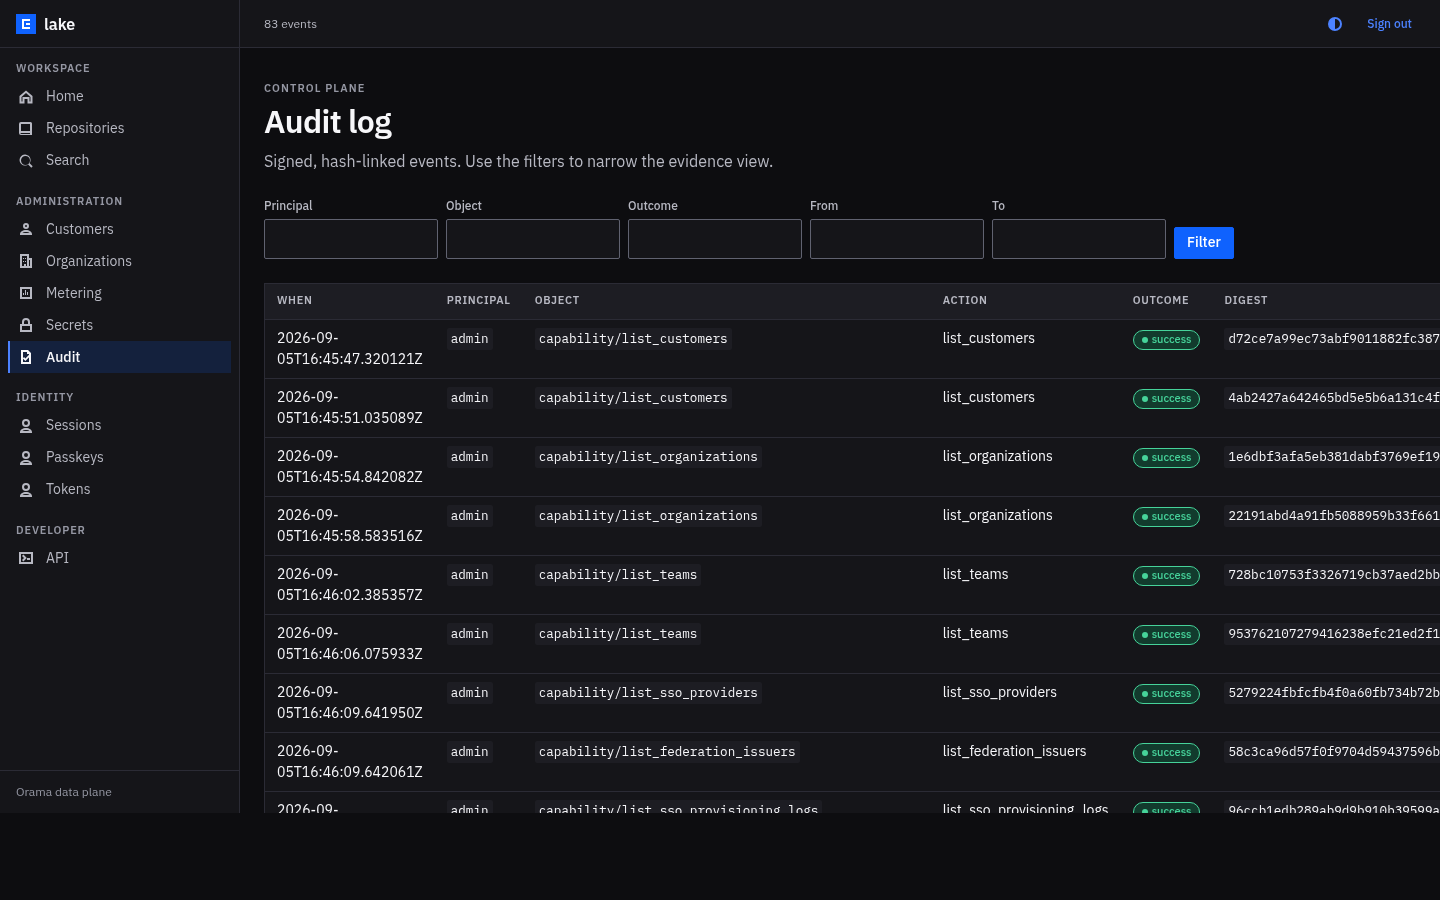 lake
83 events
Sign out
WORKSPACE
Home
Repositories
Search
ADMINISTRATION
Customers
Organizations
Metering
Secrets
Audit
IDENTITY
Sessions
Passkeys
Tokens
DEVELOPER
API
Orama data plane
CONTROL PLANE
Audit log
Signed, hash-linked events. Use the filters to narrow the evidence view.
Principal Object Outcome From To
Filter
WHEN PRINCIPAL OBJECT ACTION OUTCOME DIGEST
2026-09-
05T16:45:47.320121Z admin capability/list_customers list_customers success d72ce7a99ec73abf9011882fc387
2026-09-
05T16:45:51.035089Z admin capability/list_customers list_customers success 4ab2427a642465bd5e5b6a131c4f
2026-09-
05T16:45:54.842082Z admin capability/list_organizations list_organizations success 1e6dbf3afa5eb381dabf3769ef19
2026-09-
05T16:45:58.583516Z admin capability/list_organizations list_organizations success 22191abd4a91fb5088959b33f661
2026-09-
05T16:46:02.385357Z admin capability/list_teams list_teams success 728bc10753f3326719cb37aed2bb
2026-09-
05T16:46:06.075933Z admin capability/list_teams list_teams success 953762107279416238efc21ed2f1
2026-09-
05T16:46:09.641950Z admin capability/list_sso_providers list_sso_providers success 5279224fbfcfb4f0a60fb734b72b
2026-09-
05T16:46:09.642061Z admin capability/list_federation_issuers list_federation_issuers success 58c3ca96d57f0f9704d59437596b
2026-09- admin capability/list_sso_provisioning_logs list_sso_provisioning_logs success 96ccb1edb289ab9d9b910b39599a